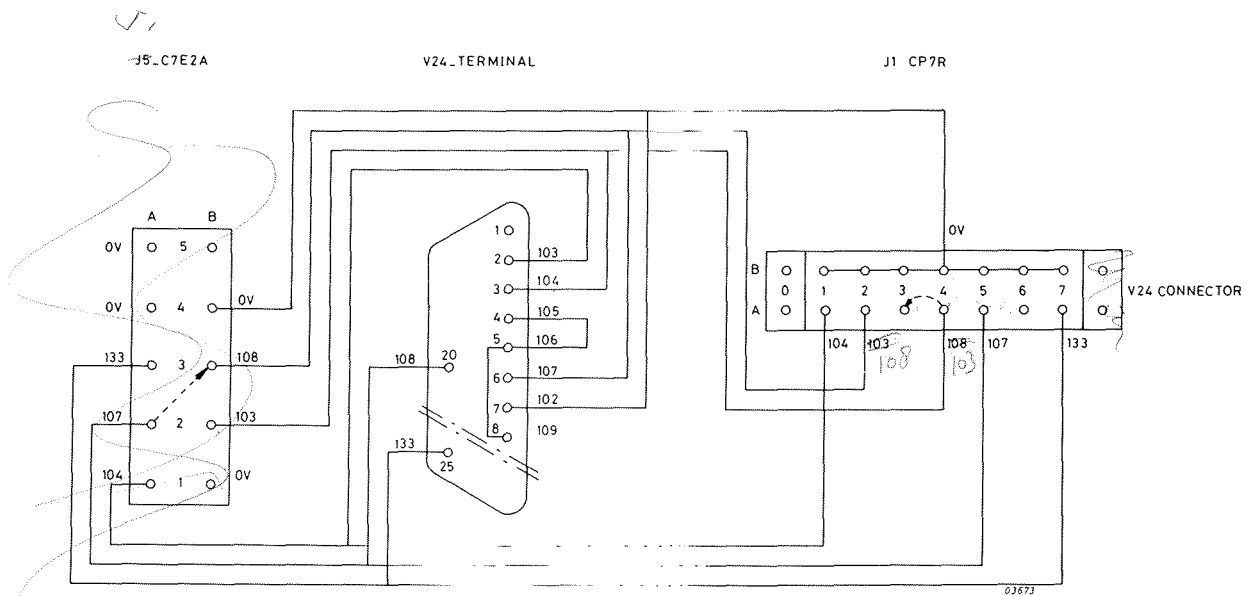 J1
J5_C7E2A
V24_TERMINAL
J1 CP7R
A B
0V 5
0V 4 0V
133 3 108
107 2 103
104 1 0V
1
2 103
3 104
4 105
5 106
6 107
7 102
8 109
108 20
133 25
0V
B
0 1 2 3 4 5 6 7
A
V24 CONNECTOR
104 103 108 107 133
108 103
03673